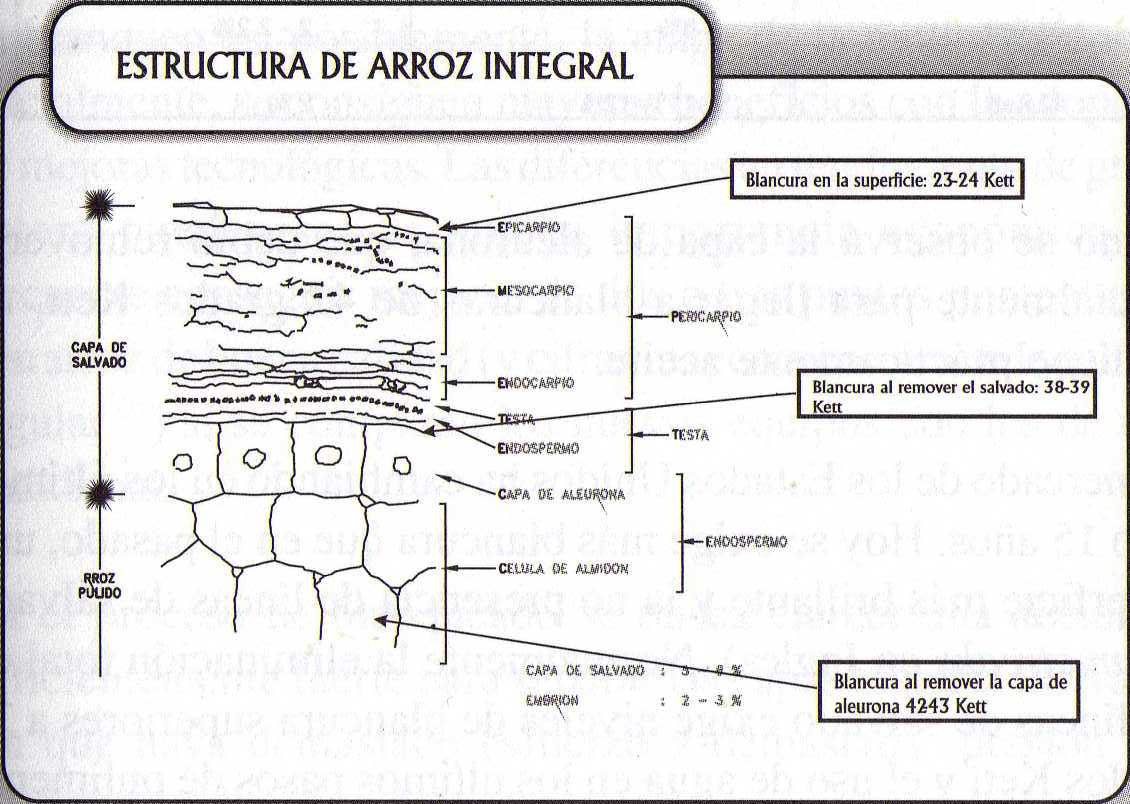 ESTRUCTURA DE ARROZ INTEGRAL
Blancura en la superficie: 23-24 Kett
EPICARPIO
MESOCARPIO
PERICARPIO
CAPA DE
SALVADO
ENDOCARPIO
Blancura al remover el salvado: 38-39
Kett
TESTA
TESTA
ENDOSPERMO
CAPA DE ALEURONA
ENDOSPERMO
CELULA DE ALMIDON
RROZ
PULIDO
CAPA DE SALVADO : 5 %
EMBRION : 2 - 3 %
Blancura al remover la capa de
aleurona 4243 Kett